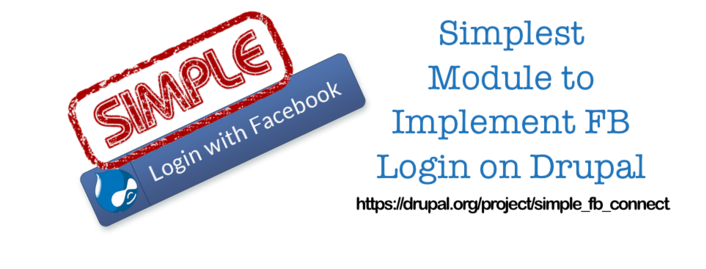 SIMPLE
Login with Facebook
Simplest
Module to
Implement FB
Login on Drupal
https://drupal.org/project/simple_fb_connect